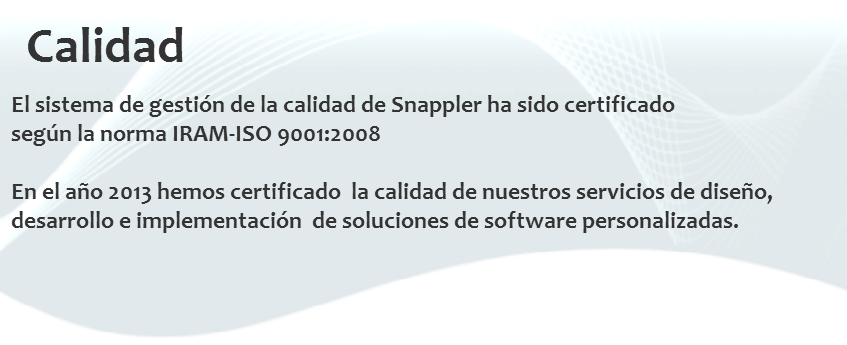 Calidad
El sistema de gestión de la calidad de Snappler ha sido certificado
según la norma IRAM-ISO 9001:2008
En el año 2013 hemos certificado  la calidad de nuestros servicios de diseño,
desarrollo e implementación  de soluciones de software personalizadas.